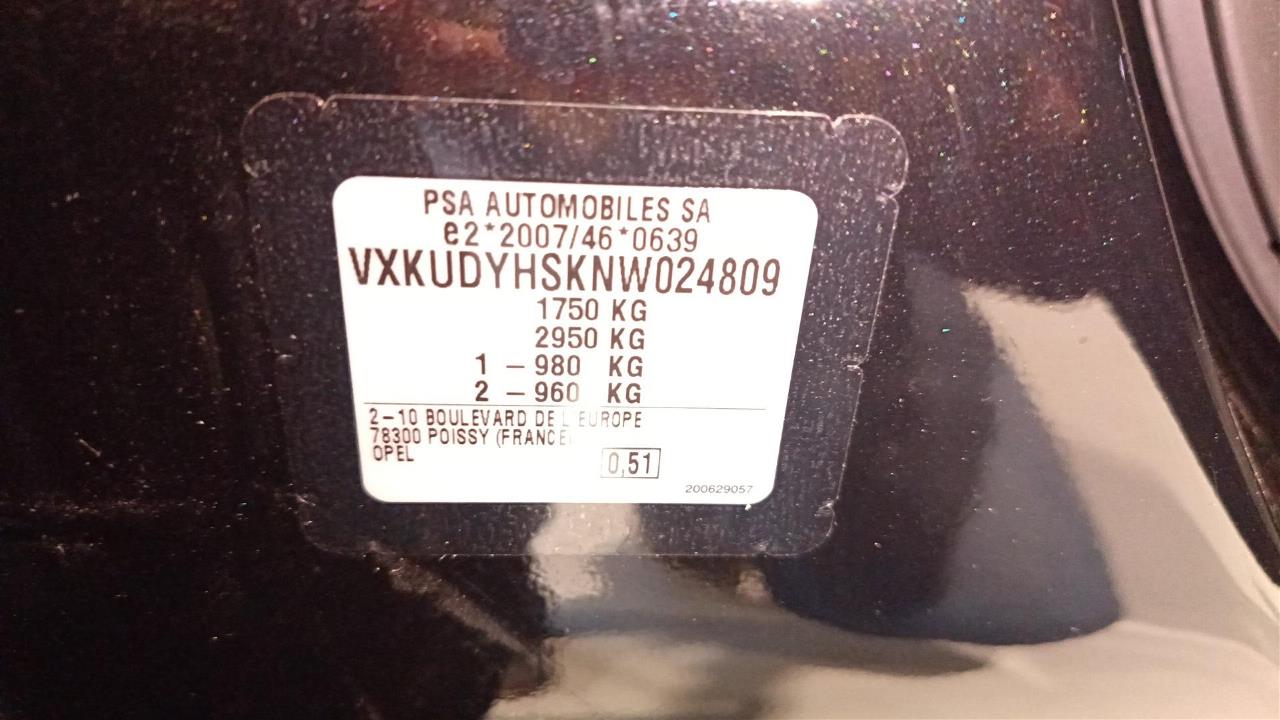 PSA AUTOMOBILES SA
e2*2007/46*0639
VXKUDYHSKNW024809
1750 KG
2950 KG
1 – 980 KG
2 – 960 KG
2–10 BOULEVARD DE L'EUROPE
78300 POISSY (FRANCE)
OPEL
0,51
200629057